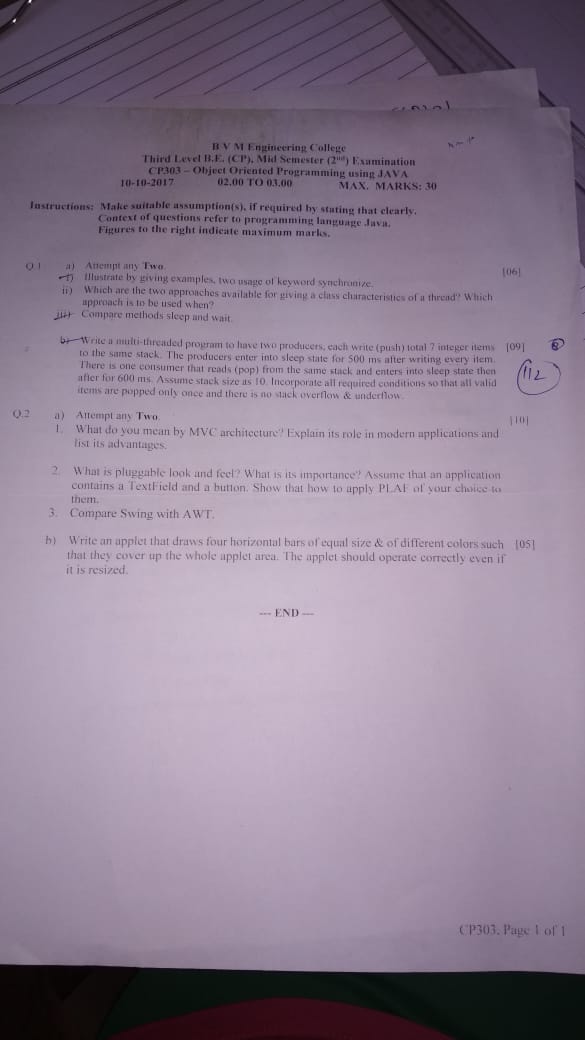 B V M Engineering College
Third Level B.E. (CP), Mid Semester (2nd) Examination
CP303 – Object Oriented Programming using JAVA
10-10-2017 02.00 TO 03.00 MAX. MARKS: 30
Instructions: Make suitable assumption(s), if required by stating that clearly.
Context of questions refer to programming language Java.
Figures to the right indicate maximum marks.
Q.1 a) Attempt any Two. [06]
i) Illustrate by giving examples, two usage of keyword synchronize.
ii) Which are the two approaches available for giving a class characteristics of a thread? Which
approach is to be used when?
iii) Compare methods sleep and wait.
b) Write a multi-threaded program to have two producers, each write (push) total 7 integer items [09]
to the same stack. The producers enter into sleep state for 500 ms after writing every item.
There is one consumer that reads (pop) from the same stack and enters into sleep state then
after for 600 ms. Assume stack size as 10. Incorporate all required conditions so that all valid
items are popped only once and there is no stack overflow & underflow.
112
Q.2 a) Attempt any Two. [10]
1. What do you mean by MVC architecture? Explain its role in modern applications and
list its advantages.
2. What is pluggable look and feel? What is its importance? Assume that an application
contains a TextField and a button. Show that how to apply PLAF of your choice to
them.
3. Compare Swing with AWT.
b) Write an applet that draws four horizontal bars of equal size & of different colors such [05]
that they cover up the whole applet area. The applet should operate correctly even if
it is resized.
--- END ---
CP303, Page 1 of 1